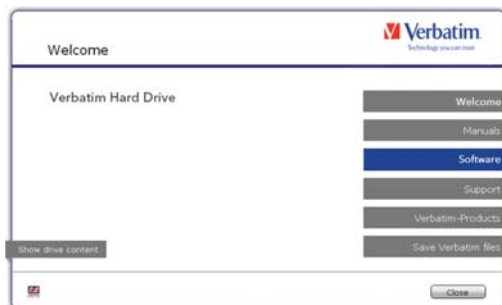 Welcome
Verbatim
Technology you can trust
Verbatim Hard Drive
Welcome
Manuals
Software
Support
Verbatim-Products
Save Verbatim files
Show drive content
Close